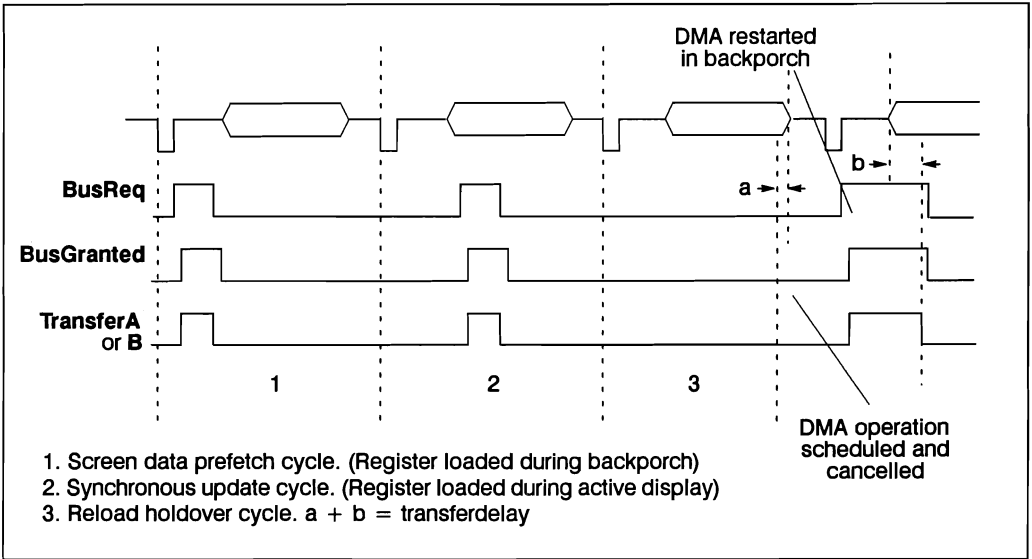 DMA restarted
in backporch
b
a
BusReq
BusGranted
TransferA
or B
1
2
3
DMA operation
scheduled and
cancelled
1. Screen data prefetch cycle. (Register loaded during backporch)
2. Synchronous update cycle. (Register loaded during active display)
3. Reload holdover cycle. a + b = transferdelay